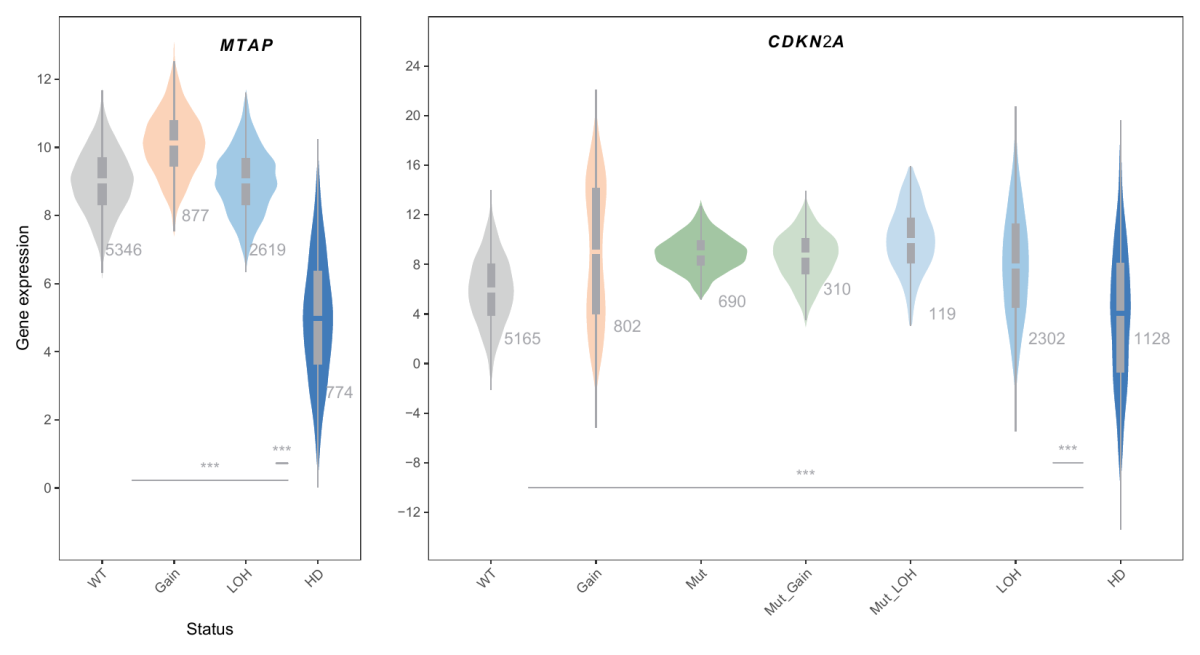 MTAP
12
10
8
6
4
2
0
Gene expression
5346
877
2619
774
***
***
WT
Gain
LOH
HD
Status
CDKN2A
24
20
16
12
8
4
0
−4
−8
−12
5165
802
690
310
119
2302
1128
***
***
WT
Gain
Mut
Mut_Gain
Mut_LOH
LOH
HD